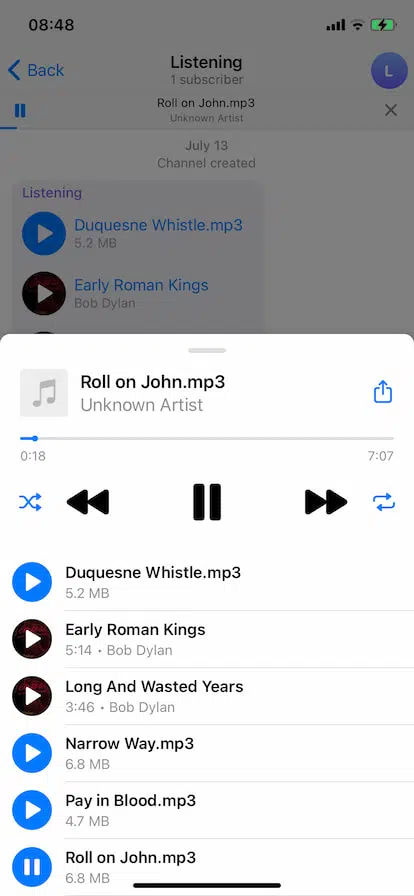 08:48
Back
Listening
1 subscriber
L
Roll on John.mp3
Unknown Artist
July 13
Channel created
Listening
Duquesne Whistle.mp3
5.2 MB
Early Roman Kings
Bob Dylan
Roll on John.mp3
Unknown Artist
0:18
7:07
Duquesne Whistle.mp3
5.2 MB
Early Roman Kings
5:14 • Bob Dylan
Long And Wasted Years
3:46 • Bob Dylan
Narrow Way.mp3
6.8 MB
Pay in Blood.mp3
4.7 MB
Roll on John.mp3
6.8 MB